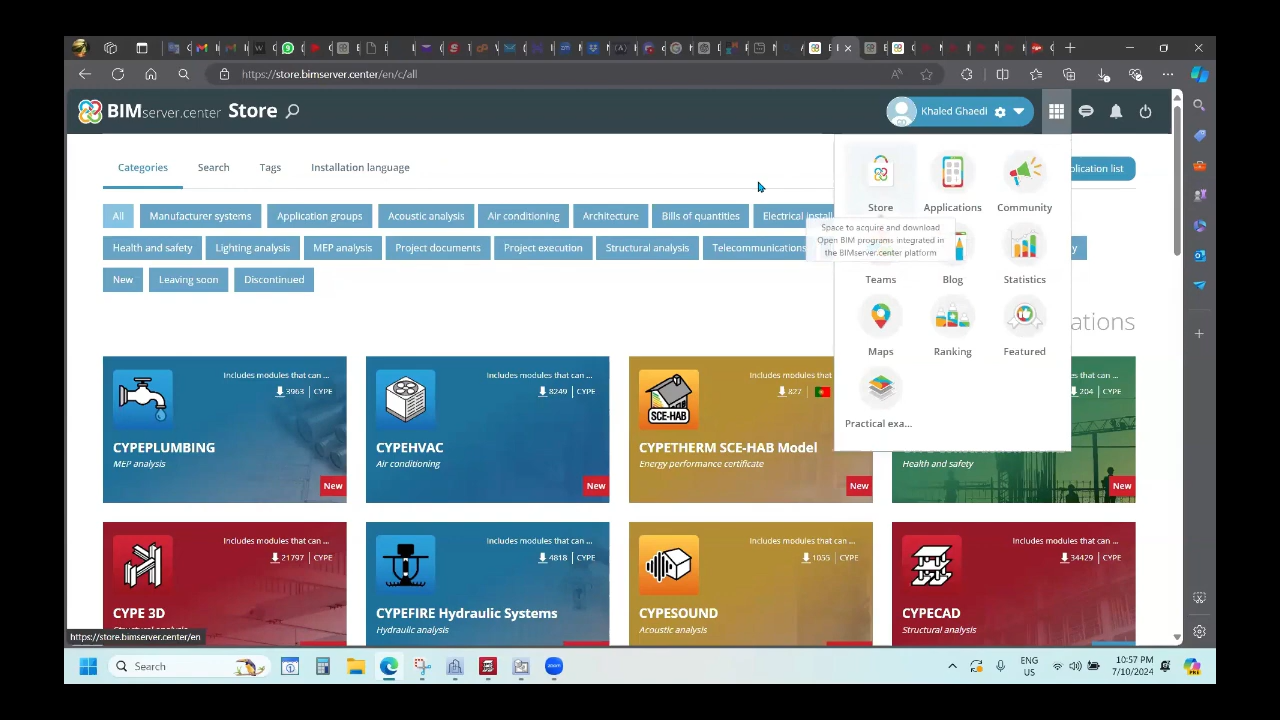 https://store.bimserver.center/en/c/all
BIMserver.center Store
Khaled Ghaedi
Categories
Search
Tags
Installation language
plication list
All
Manufacturer systems
Application groups
Acoustic analysis
Air conditioning
Architecture
Bills of quantities
Electrical install
Health and safety
Lighting analysis
MEP analysis
Project documents
Project execution
Structural analysis
Telecommunications
New
Leaving soon
Discontinued
ations
Store
Applications
Community
Space to acquire and download
Open BIM programs integrated in
the BIMserver.center platform
Teams
Blog
Statistics
Maps
Ranking
Featured
Practical exa...
Includes modules that can ...
3963 | CYPE
CYPEPLUMBING
MEP analysis
New
Includes modules that can ...
8249 | CYPE
CYPEHVAC
Air conditioning
New
Includes modules that
827
SCE-HAB
CYPETHERM SCE-HAB Model
Energy performance certificate
New
204 | CYPE
Health and safety
New
Includes modules that can ...
21797 | CYPE
CYPE 3D
Includes modules that can ...
4818 | CYPE
CYPEFIRE Hydraulic Systems
Hydraulic analysis
Includes modules that can ...
1055 | CYPE
CYPESOUND
Acoustic analysis
Includes modules that can ...
34429 | CYPE
CYPECAD
Structural analysis
https://store.bimserver.center/en
Search
zoom
ENG
US
10:57 PM
7/10/2024